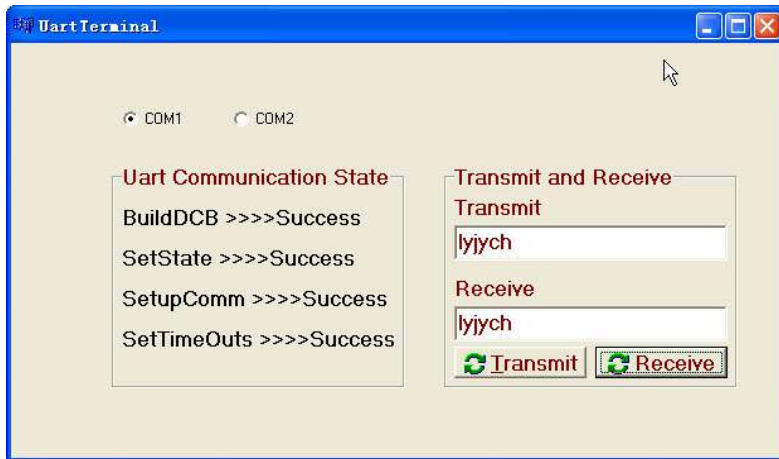 UartTerminal
COM1 COM2
Uart Communication State
BuildDCB >>>>Success
SetState >>>>Success
SetupComm >>>>Success
SetTimeOuts >>>>Success
Transmit and Receive
Transmit
lyjych
Receive
lyjych
Transmit Receive